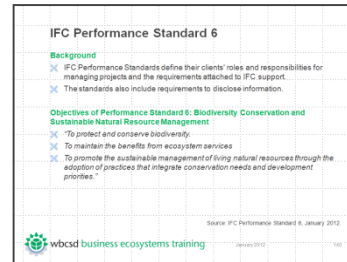 IFC Performance Standard 6
Background
IFC Performance Standards define their clients' roles and responsibilities for
managing projects and the requirements attached to IFC support.
The standards also include requirements to disclose information.
Objectives of Performance Standard 6: Biodiversity Conservation and
Sustainable Natural Resource Management
"To protect and conserve biodiversity.
To maintain the benefits from ecosystem services
To promote the sustainable management of living natural resources through the
adoption of practices that integrate conservation needs and development
priorities."
Source: IFC Performance Standard 6, January 2012.
wbcsd business ecosystems training January 2012